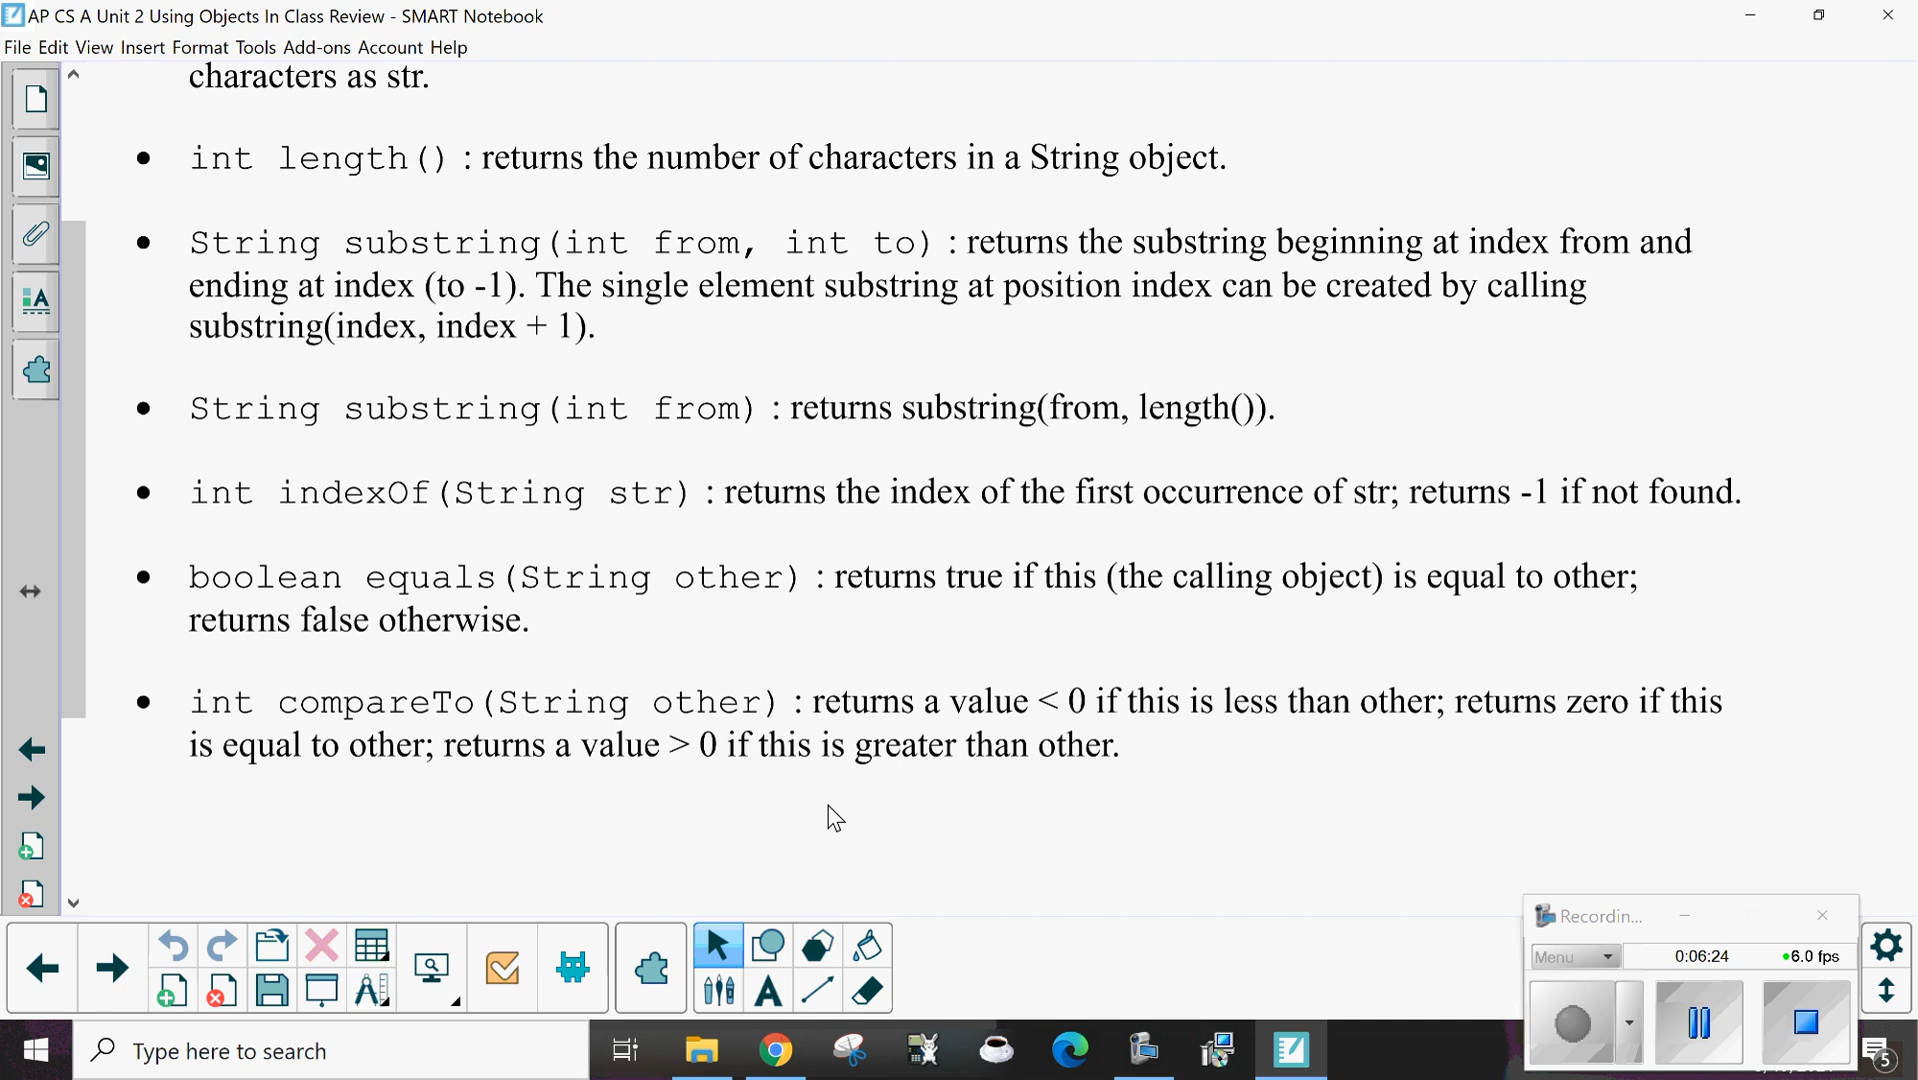 AP CS A Unit 2 Using Objects In Class Review - SMART Notebook
File Edit View Insert Format Tools Add-ons Account Help
characters as str.
• int length() : returns the number of characters in a String object.
• String substring(int from, int to) : returns the substring beginning at index from and
ending at index (to -1). The single element substring at position index can be created by calling
substring(index, index + 1).
• String substring(int from) : returns substring(from, length()).
• int indexOf(String str) : returns the index of the first occurrence of str; returns -1 if not found.
• boolean equals(String other) : returns true if this (the calling object) is equal to other;
returns false otherwise.
• int compareTo(String other) : returns a value < 0 if this is less than other; returns zero if this
is equal to other; returns a value > 0 if this is greater than other.
Recordin...
Menu 0:06:24 6.0 fps
Type here to search
5